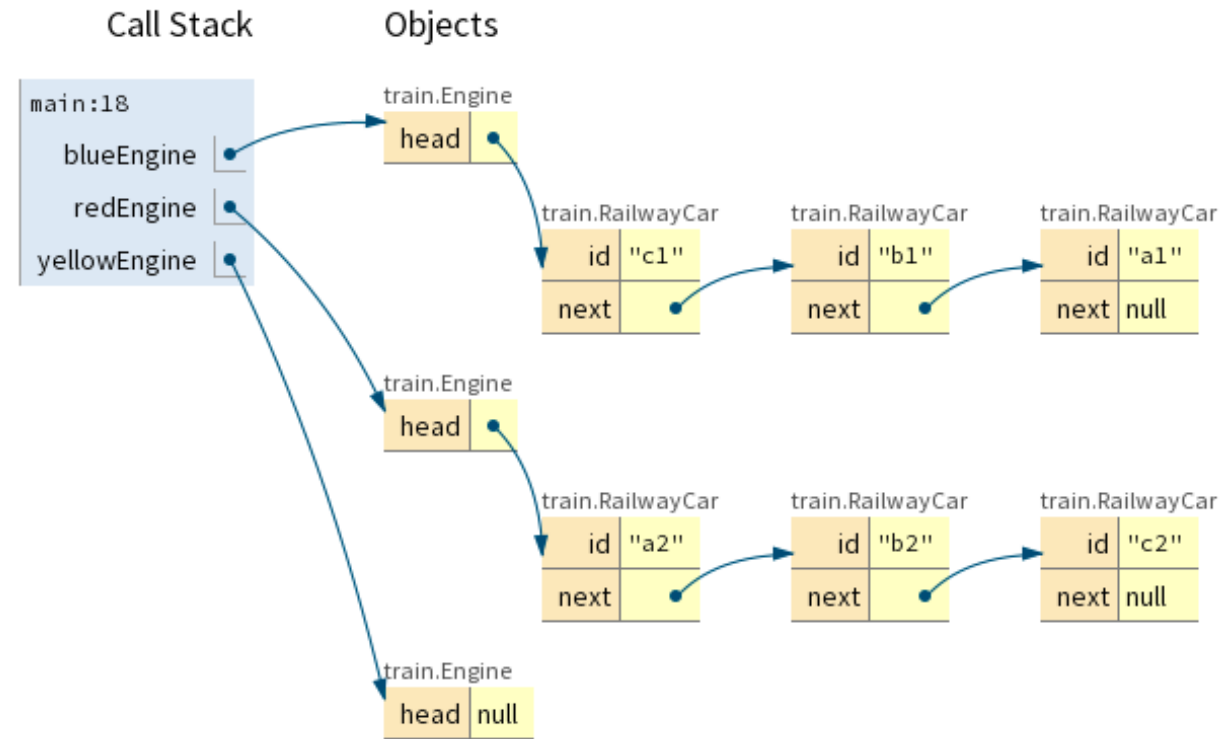 Call Stack
Objects
main:18
blueEngine
redEngine
yellowEngine
train.Engine
head
train.RailwayCar train.RailwayCar train.RailwayCar
id "c1" id "b1" id "a1"
next next next null
train.Engine
head
train.RailwayCar train.RailwayCar train.RailwayCar
id "a2" id "b2" id "c2"
next next next null
train.Engine
head null